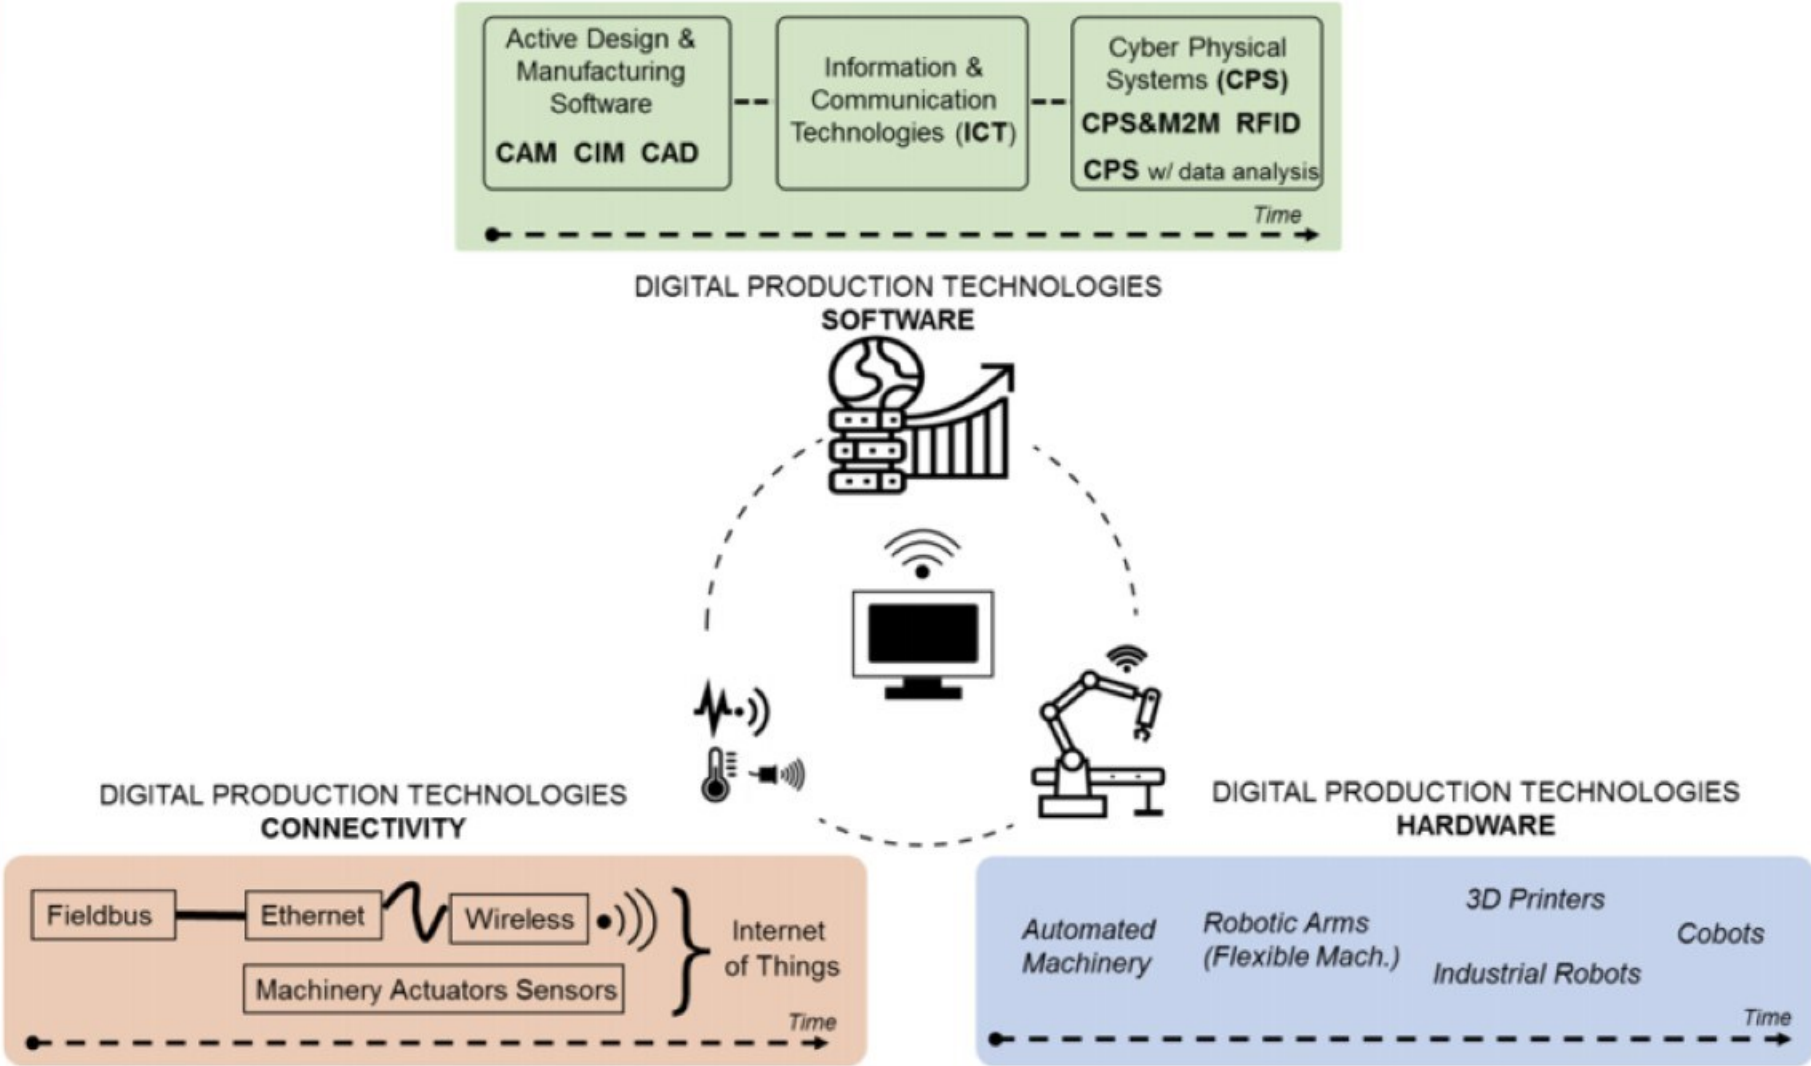 Active Design &
Manufacturing
Software
CAM CIM CAD
Information &
Communication
Technologies (ICT)
Cyber Physical
Systems (CPS)
CPS&M2M RFID
CPS w/ data analysis
Time
DIGITAL PRODUCTION TECHNOLOGIES
SOFTWARE
DIGITAL PRODUCTION TECHNOLOGIES
CONNECTIVITY
Fieldbus
Ethernet
Wireless
Machinery Actuators Sensors
Internet
of Things
Time
DIGITAL PRODUCTION TECHNOLOGIES
HARDWARE
Automated
Machinery
Robotic Arms
(Flexible Mach.)
3D Printers
Industrial Robots
Cobots
Time